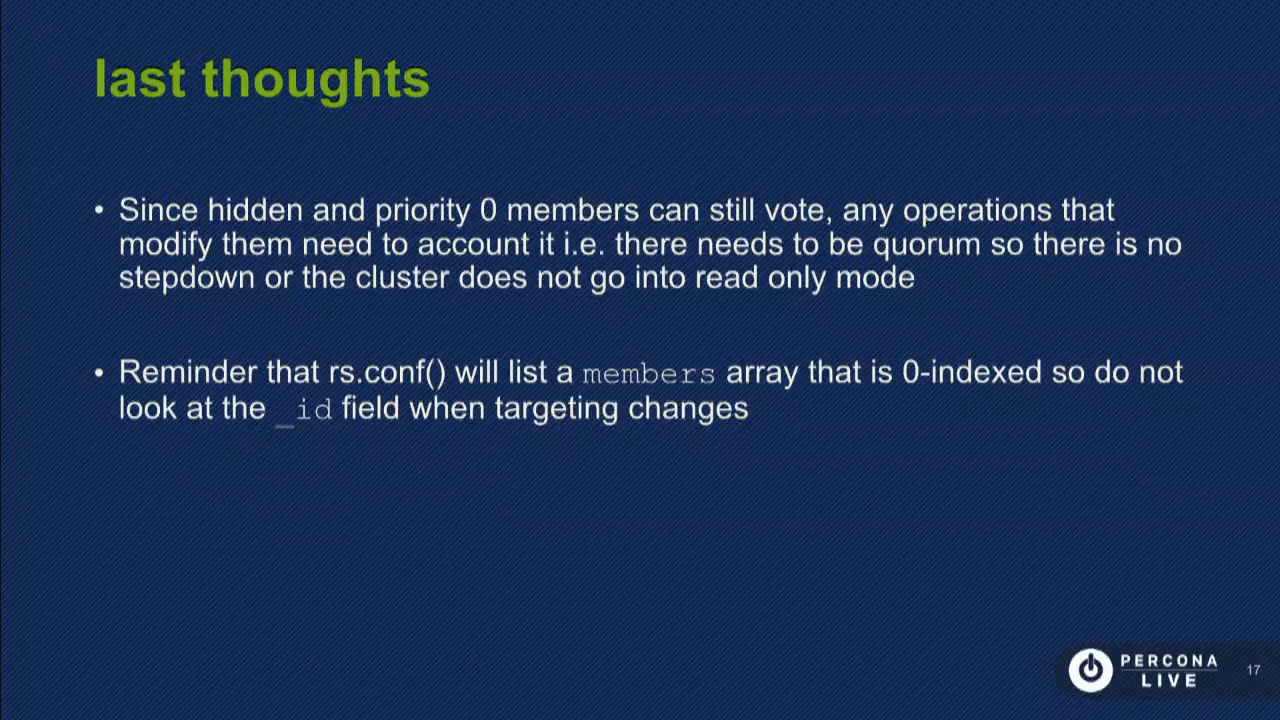 last thoughts
• Since hidden and priority 0 members can still vote, any operations that
modify them need to account it i.e. there needs to be quorum so there is no
stepdown or the cluster does not go into read only mode
• Reminder that rs.conf() will list a members array that is 0-indexed so do not
look at the _id field when targeting changes
PERCONA
LIVE
17